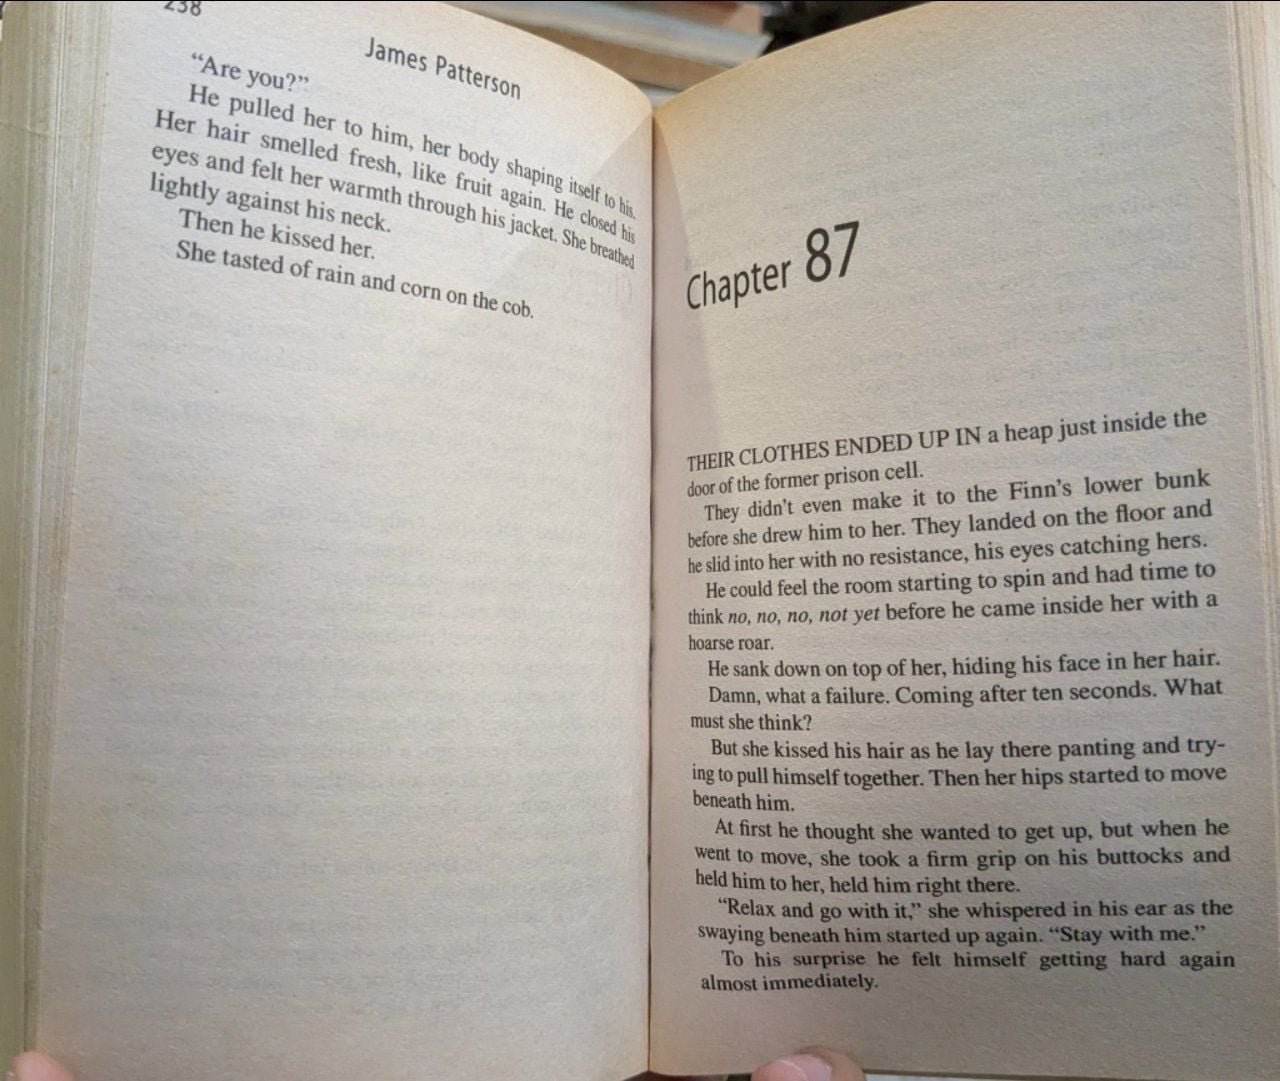 238
James Patterson
“Are you?”
He pulled her to him, her body shaping itself to his.
Her hair smelled fresh, like fruit again. He closed his
eyes and felt her warmth through his jacket. She breathed
lightly against his neck.
Then he kissed her.
She tasted of rain and corn on the cob.
Chapter 87
THEIR CLOTHES ENDED UP IN a heap just inside the
door of the former prison cell.
They didn’t even make it to the Finn’s lower bunk
before she drew him to her. They landed on the floor and
he slid into her with no resistance, his eyes catching hers.
He could feel the room starting to spin and had time to
think no, no, no, not yet before he came inside her with a
hoarse roar.
He sank down on top of her, hiding his face in her hair.
Damn, what a failure. Coming after ten seconds. What
must she think?
But she kissed his hair as he lay there panting and try-
ing to pull himself together. Then her hips started to move
beneath him.
At first he thought she wanted to get up, but when he
went to move, she took a firm grip on his buttocks and
held him to her, held him right there.
“Relax and go with it,” she whispered in his ear as the
swaying beneath him started up again. “Stay with me.”
To his surprise he felt himself getting hard again
almost immediately.